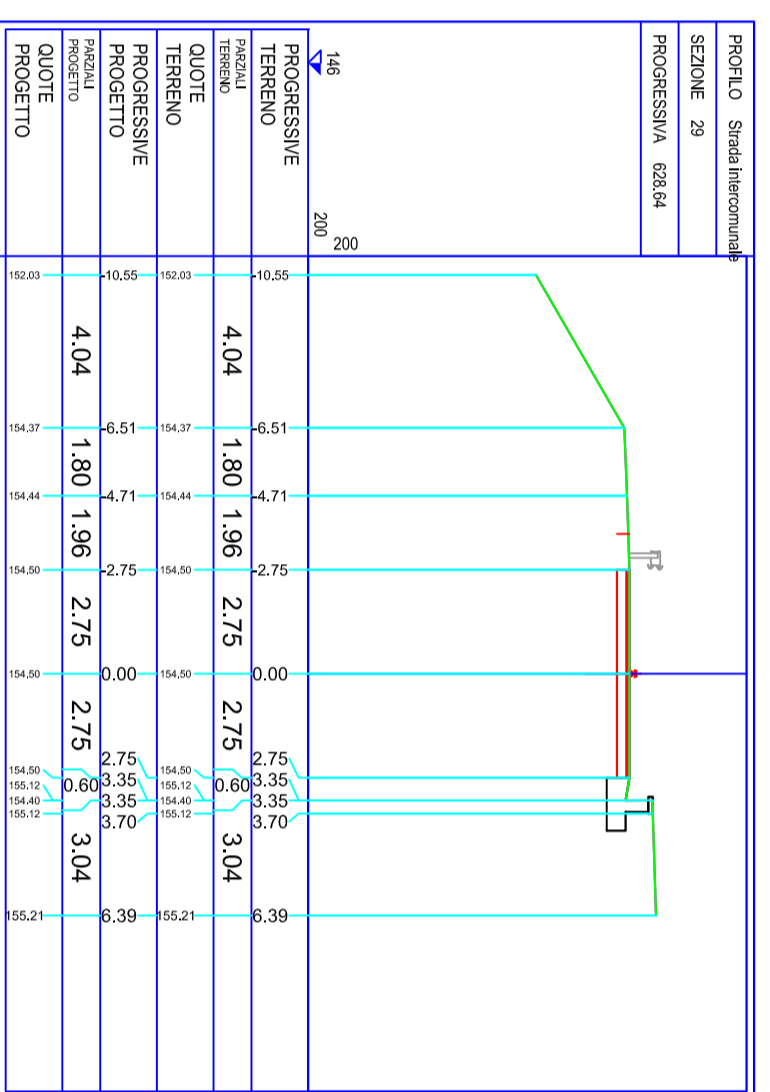 PROFILO Strada intercomunale
SEZIONE 29
PROGRESSIVA 628.64
146
200
200
PROGRESSIVE
TERRENO
-10.55 -6.51 -4.71 -2.75 0.00 2.75 3.35 3.35 3.70 6.39
PARZIALI
TERRENO
4.04 1.80 1.96 2.75 2.75 0.60 3.04
QUOTE
TERRENO
152.03 154.37 154.44 154.50 154.50 154.50 155.12 154.40 155.12 155.21
PROGRESSIVE
PROGETTO
-10.55 -6.51 -4.71 -2.75 0.00 2.75 3.35 3.35 3.70 6.39
PARZIALI
PROGETTO
4.04 1.80 1.96 2.75 2.75 0.60 3.04
QUOTE
PROGETTO
152.03 154.37 154.44 154.50 154.50 154.50 155.12 154.40 155.12 155.21